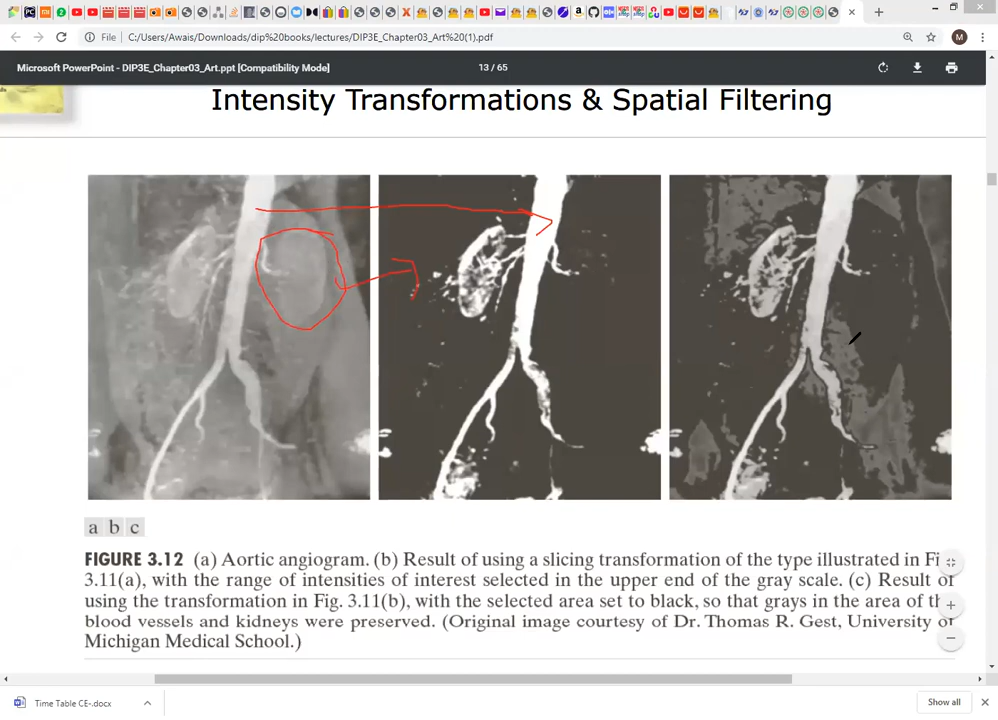 File
C:/Users/Awais/Downloads/dip%20books/lectures/DIP3E_Chapter03_Art%20(1).pdf
M
Microsoft PowerPoint - DIP3E_Chapter03_Art.ppt [Compatibility Mode]
13 / 65
Intensity Transformations & Spatial Filtering
a b c
FIGURE 3.12 (a) Aortic angiogram. (b) Result of using a slicing transformation of the type illustrated in Fi
3.11(a), with the range of intensities of interest selected in the upper end of the gray scale. (c) Result of
using the transformation in Fig. 3.11(b), with the selected area set to black, so that grays in the area of th
blood vessels and kidneys were preserved. (Original image courtesy of Dr. Thomas R. Gest, University of
Michigan Medical School.)
Time Table CE-.docx
Show all